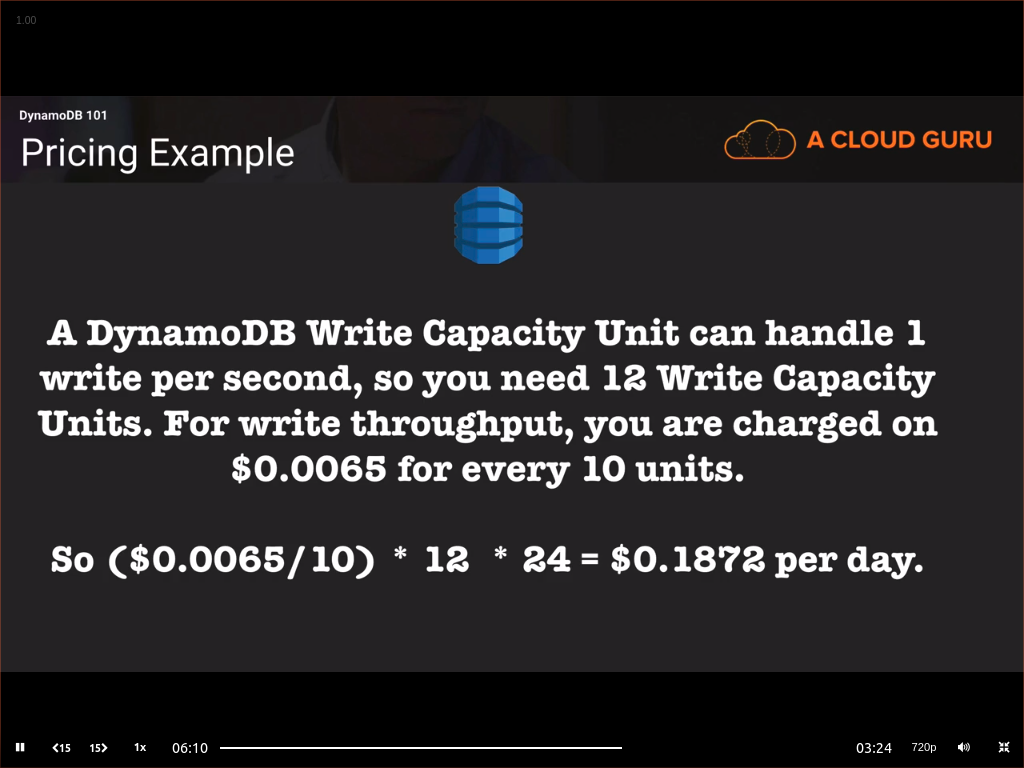 1.00
DynamoDB 101
Pricing Example
A CLOUD GURU
A DynamoDB Write Capacity Unit can handle 1
write per second, so you need 12 Write Capacity
Units. For write throughput, you are charged on
$0.0065 for every 10 units.
So ($0.0065/10) * 12 * 24 = $0.1872 per day.
15 15 1x 06:10 03:24 720p